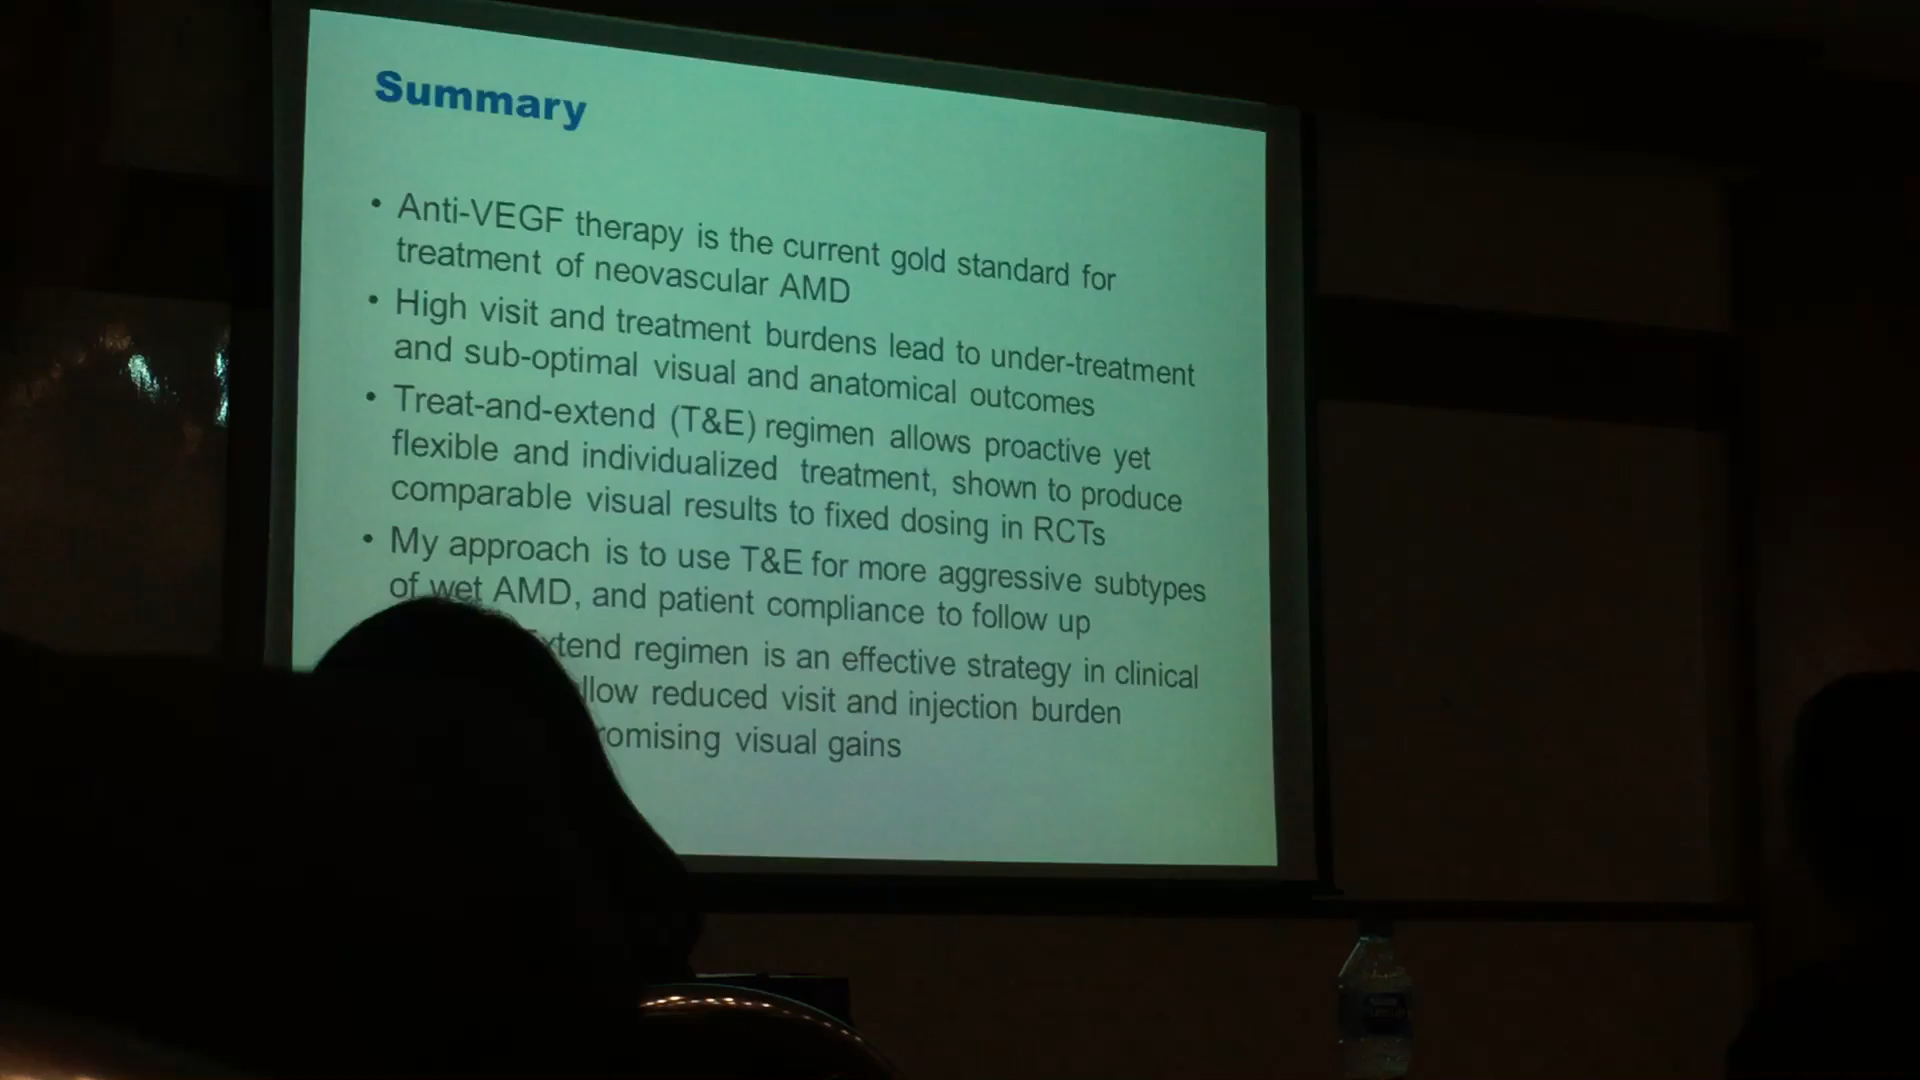 Summary
• Anti-VEGF therapy is the current gold standard for
treatment of neovascular AMD
• High visit and treatment burdens lead to under-treatment
and sub-optimal visual and anatomical outcomes
• Treat-and-extend (T&E) regimen allows proactive yet
flexible and individualized treatment, shown to produce
comparable visual results to fixed dosing in RCTs
• My approach is to use T&E for more aggressive subtypes
of wet AMD, and patient compliance to follow up
regimen is an effective strategy in clinical
reduced visit and injection burden
visual gains